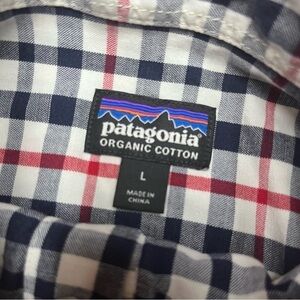 patagonia
ORGANIC COTTON
L
MADE IN
CHINA